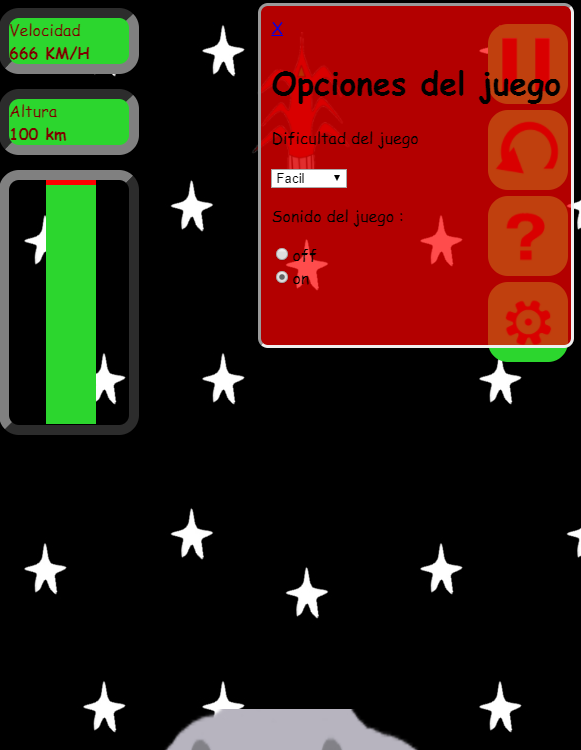 Velocidad
666 KM/H
Altura
100 km
X
Opciones del juego
Dificultad del juego
Facil
Sonido del juego :
off
on
?